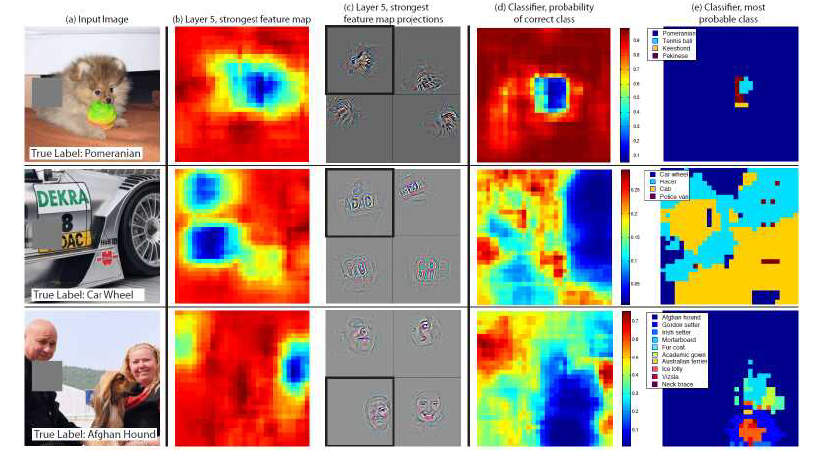 (a) Input Image
(b) Layer 5, strongest feature map
(c) Layer 5, strongest
feature map projections
(d) Classifier, probability
of correct class
(e) Classifier, most
probable class
True Label: Pomeranian
0.9
0.8
0.7
0.6
0.5
0.4
0.3
0.2
0.1
Pomeranian
Tennis ball
Keeshond
Pekinese
DEKRA
8
DAC
True Label: Car Wheel
ADAC
0.25
0.2
0.15
0.1
0.05
Car wheel
Racer
Cab
Police van
True Label: Afghan Hound
0.7
0.6
0.5
0.4
0.3
0.2
0.1
Afghan hound
Gordon setter
Irish setter
Mortarboard
Fur coat
Academic gown
Australian terrier
Ice lolly
Vizsla
Neck brace